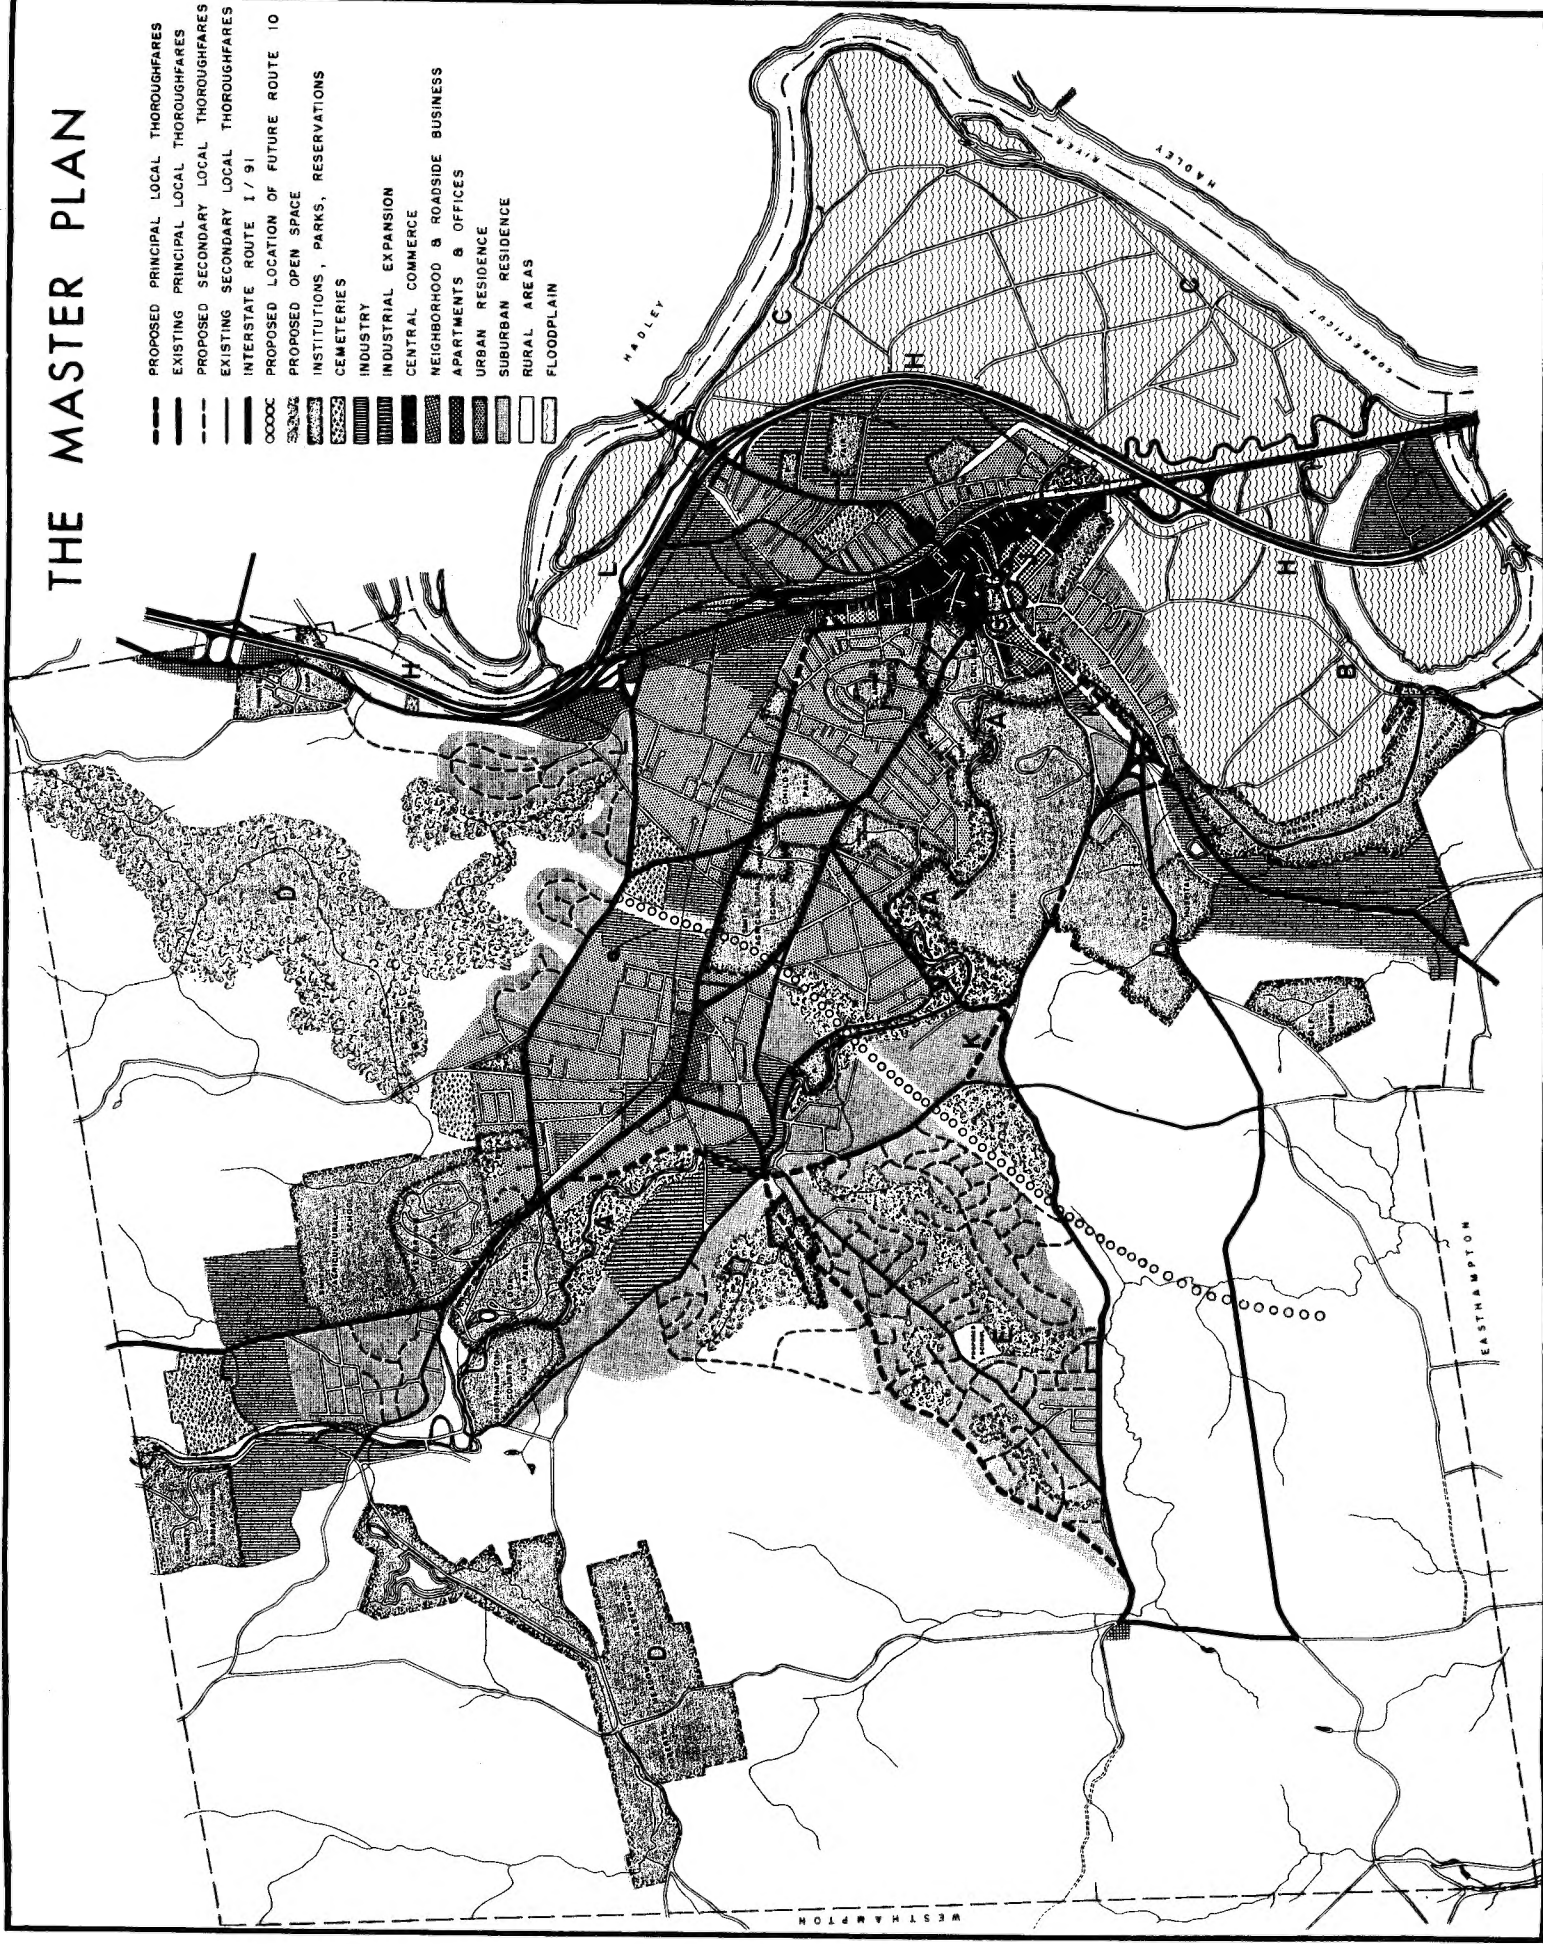 THE MASTER PLAN
PROPOSED PRINCIPAL LOCAL THOROUGHFARES
EXISTING PRINCIPAL LOCAL THOROUGHFARES
PROPOSED SECONDARY LOCAL THOROUGHFARES
EXISTING SECONDARY LOCAL THOROUGHFARES
INTERSTATE ROUTE I / 91
PROPOSED LOCATION OF FUTURE ROUTE 10
PROPOSED OPEN SPACE
INSTITUTIONS, PARKS, RESERVATIONS
CEMETERIES
INDUSTRY
INDUSTRIAL EXPANSION
CENTRAL COMMERCE
NEIGHBORHOOD & ROADSIDE BUSINESS
APARTMENTS & OFFICES
URBAN RESIDENCE
SUBURBAN RESIDENCE
RURAL AREAS
FLOODPLAIN
HADLEY
HADLEY
CONNECTICUT RIVER
EASTHAMPTON
WESTHAMPTON
C
C
H
H
H
L
L
B
G
J
A
A
A
K
K
D
D
D
D
E